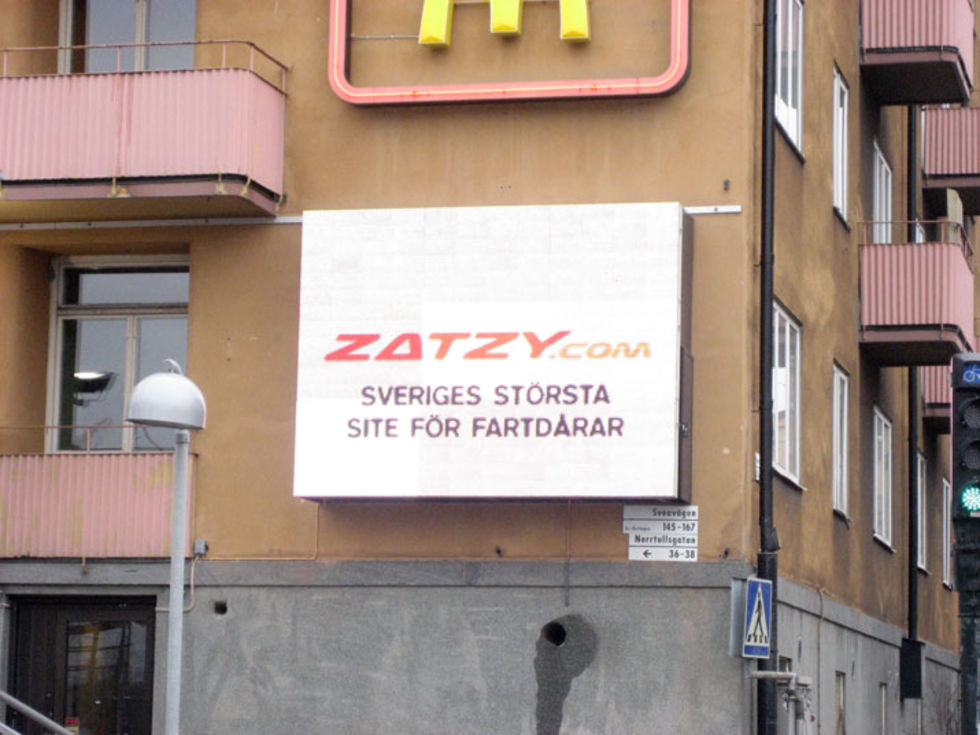 ZATZY.COM
SVERIGES STÖRSTA
SITE FÖR FARTDÅRAR
Sveavägen
145-167
Norrtullsgatan
← 36-38